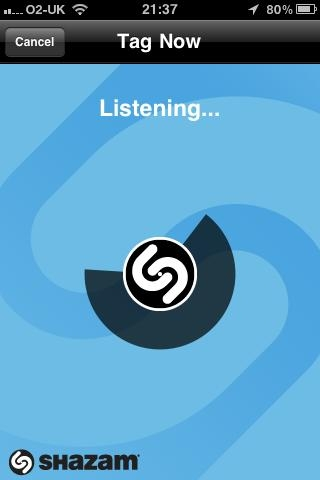 O2-UK 21:37 80%
Cancel Tag Now
Listening...
SHAZAM